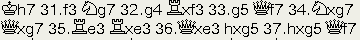 ♔h7 31.f3 ♘g7 32.g4 ♖xf3 33.g5 ♕f7 34.♘xg7
♕xg7 35.♖e3 ♖xe3 36.♕xe3 hxg5 37.hxg5 ♕f7